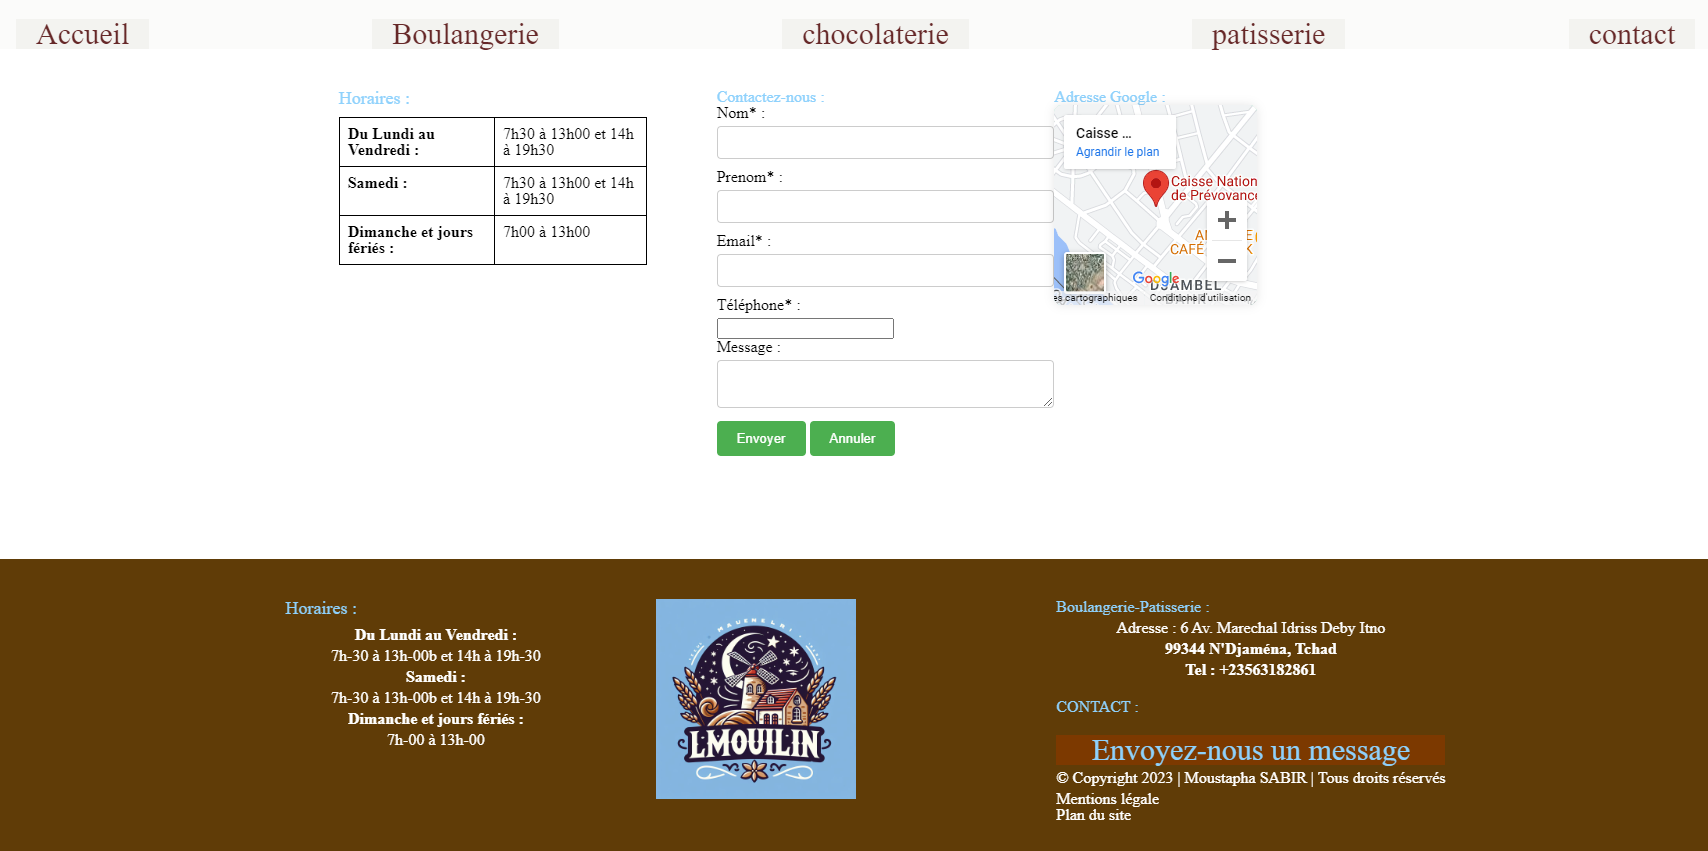 Accueil
Boulangerie
chocolaterie
patisserie
contact
Horaires :
Du Lundi au Vendredi :
7h30 à 13h00 et 14h à 19h30
Samedi :
7h30 à 13h00 et 14h à 19h30
Dimanche et jours fériés :
7h00 à 13h00
Contactez-nous :
Nom* :
Prenom* :
Email* :
Téléphone* :
Message :
Envoyer
Annuler
Adresse Google :
Caisse ...
Agrandir le plan
Caisse Nation
de Prévoyance
CAFÉ
Google
DJAMBEL
cartographiques
Conditions d'utilisation
Horaires :
Du Lundi au Vendredi :
7h-30 à 13h-00b et 14h à 19h-30
Samedi :
7h-30 à 13h-00b et 14h à 19h-30
Dimanche et jours fériés :
7h-00 à 13h-00
LMOUILIN
Boulangerie-Patisserie :
Adresse : 6 Av. Marechal Idriss Deby Itno
99344 N'Djaména, Tchad
Tel : +23563182861
CONTACT :
Envoyez-nous un message
© Copyright 2023 | Moustapha SABIR | Tous droits réservés
Mentions légale
Plan du site